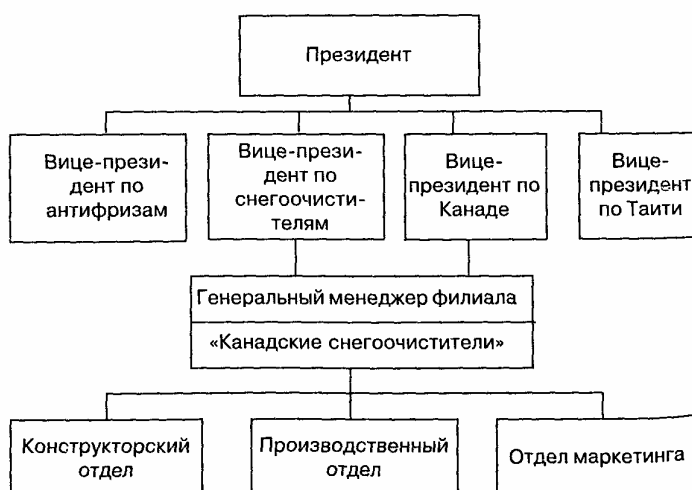 Президент
Вице-прези-
дент по
антифризам
Вице-прези-
дент по
снегоочисти-
телям
Вице-
президент по
Канаде
Вице-
президент
по Таити
Генеральный менеджер филиала
«Канадские снегоочистители»
Конструкторский
отдел
Производственный
отдел
Отдел маркетинга